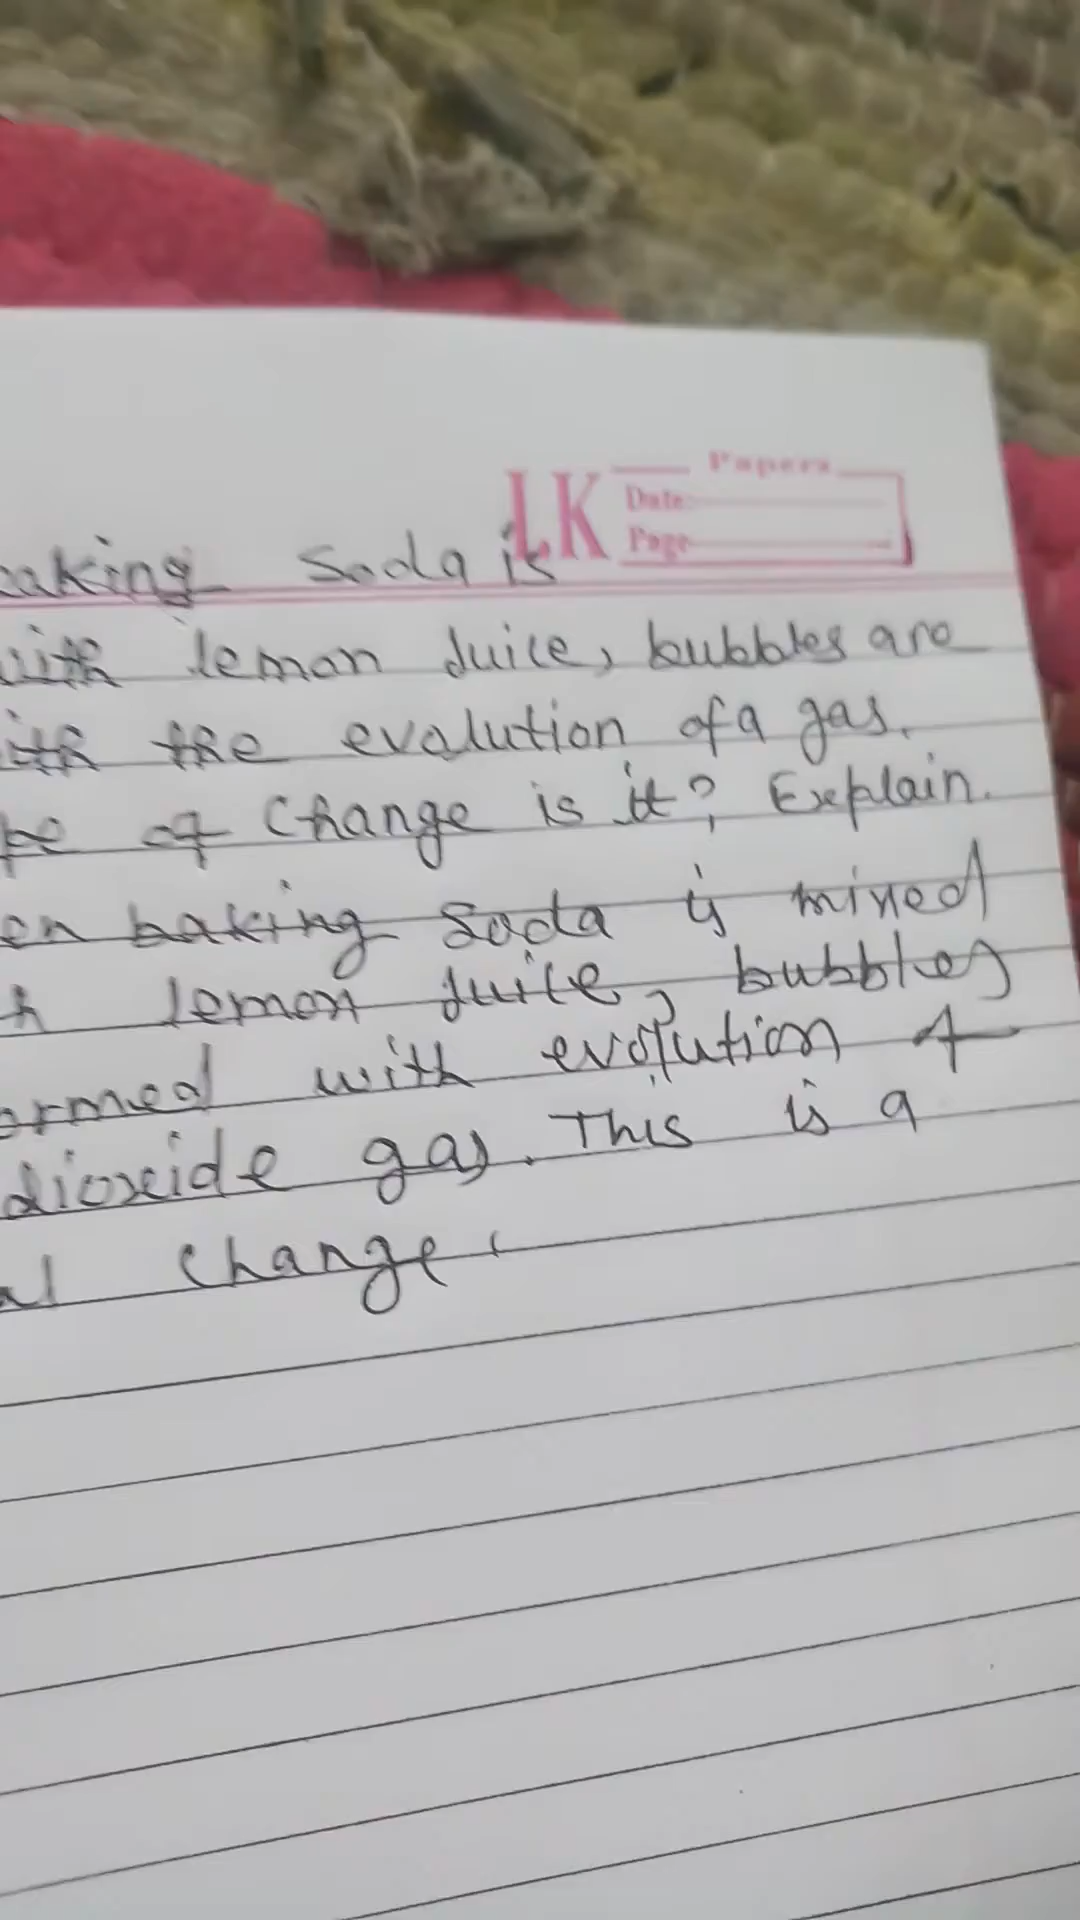 Papers
LK
Date
Page
aking soda is
with lemon Juice, bubbles are
ith the evolution of a gas.
pe of change is it? Explain.
en baking soda is mixed
h lemon juice, bubbles
ormed with evolution of
dioxide gas. This is a
al change.